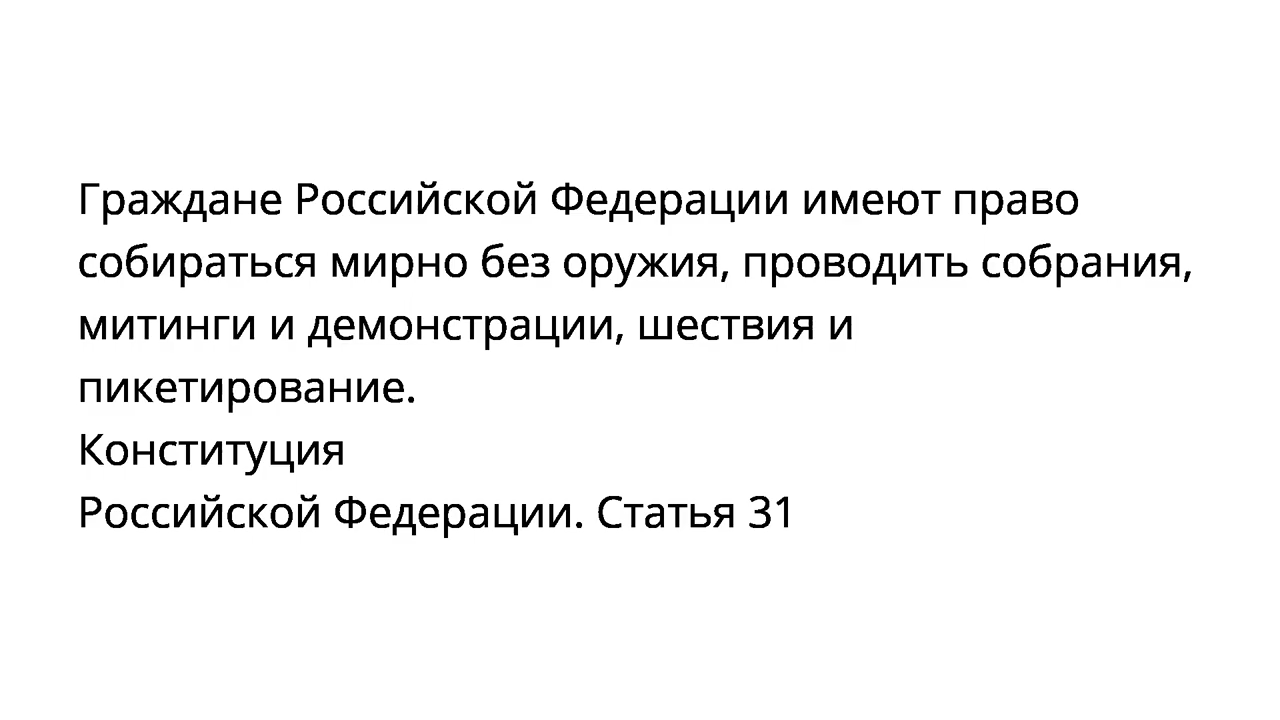 Граждане Российской Федерации имеют право
собираться мирно без оружия, проводить собрания,
митинги и демонстрации, шествия и
пикетирование.
Конституция
Российской Федерации. Статья 31